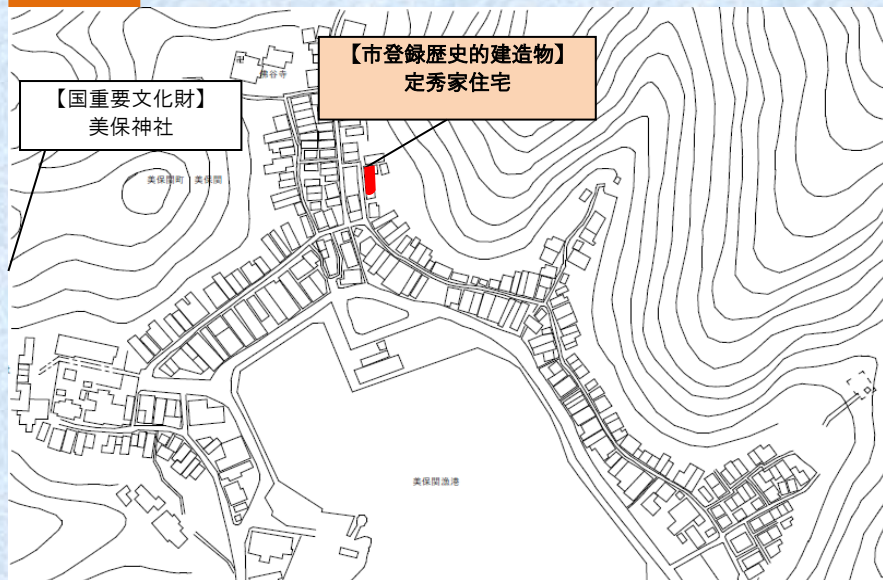 【市登録歴史的建造物】
定秀家住宅
【国重要文化財】
美保神社
卍
美保関町 美保関
美保関漁港